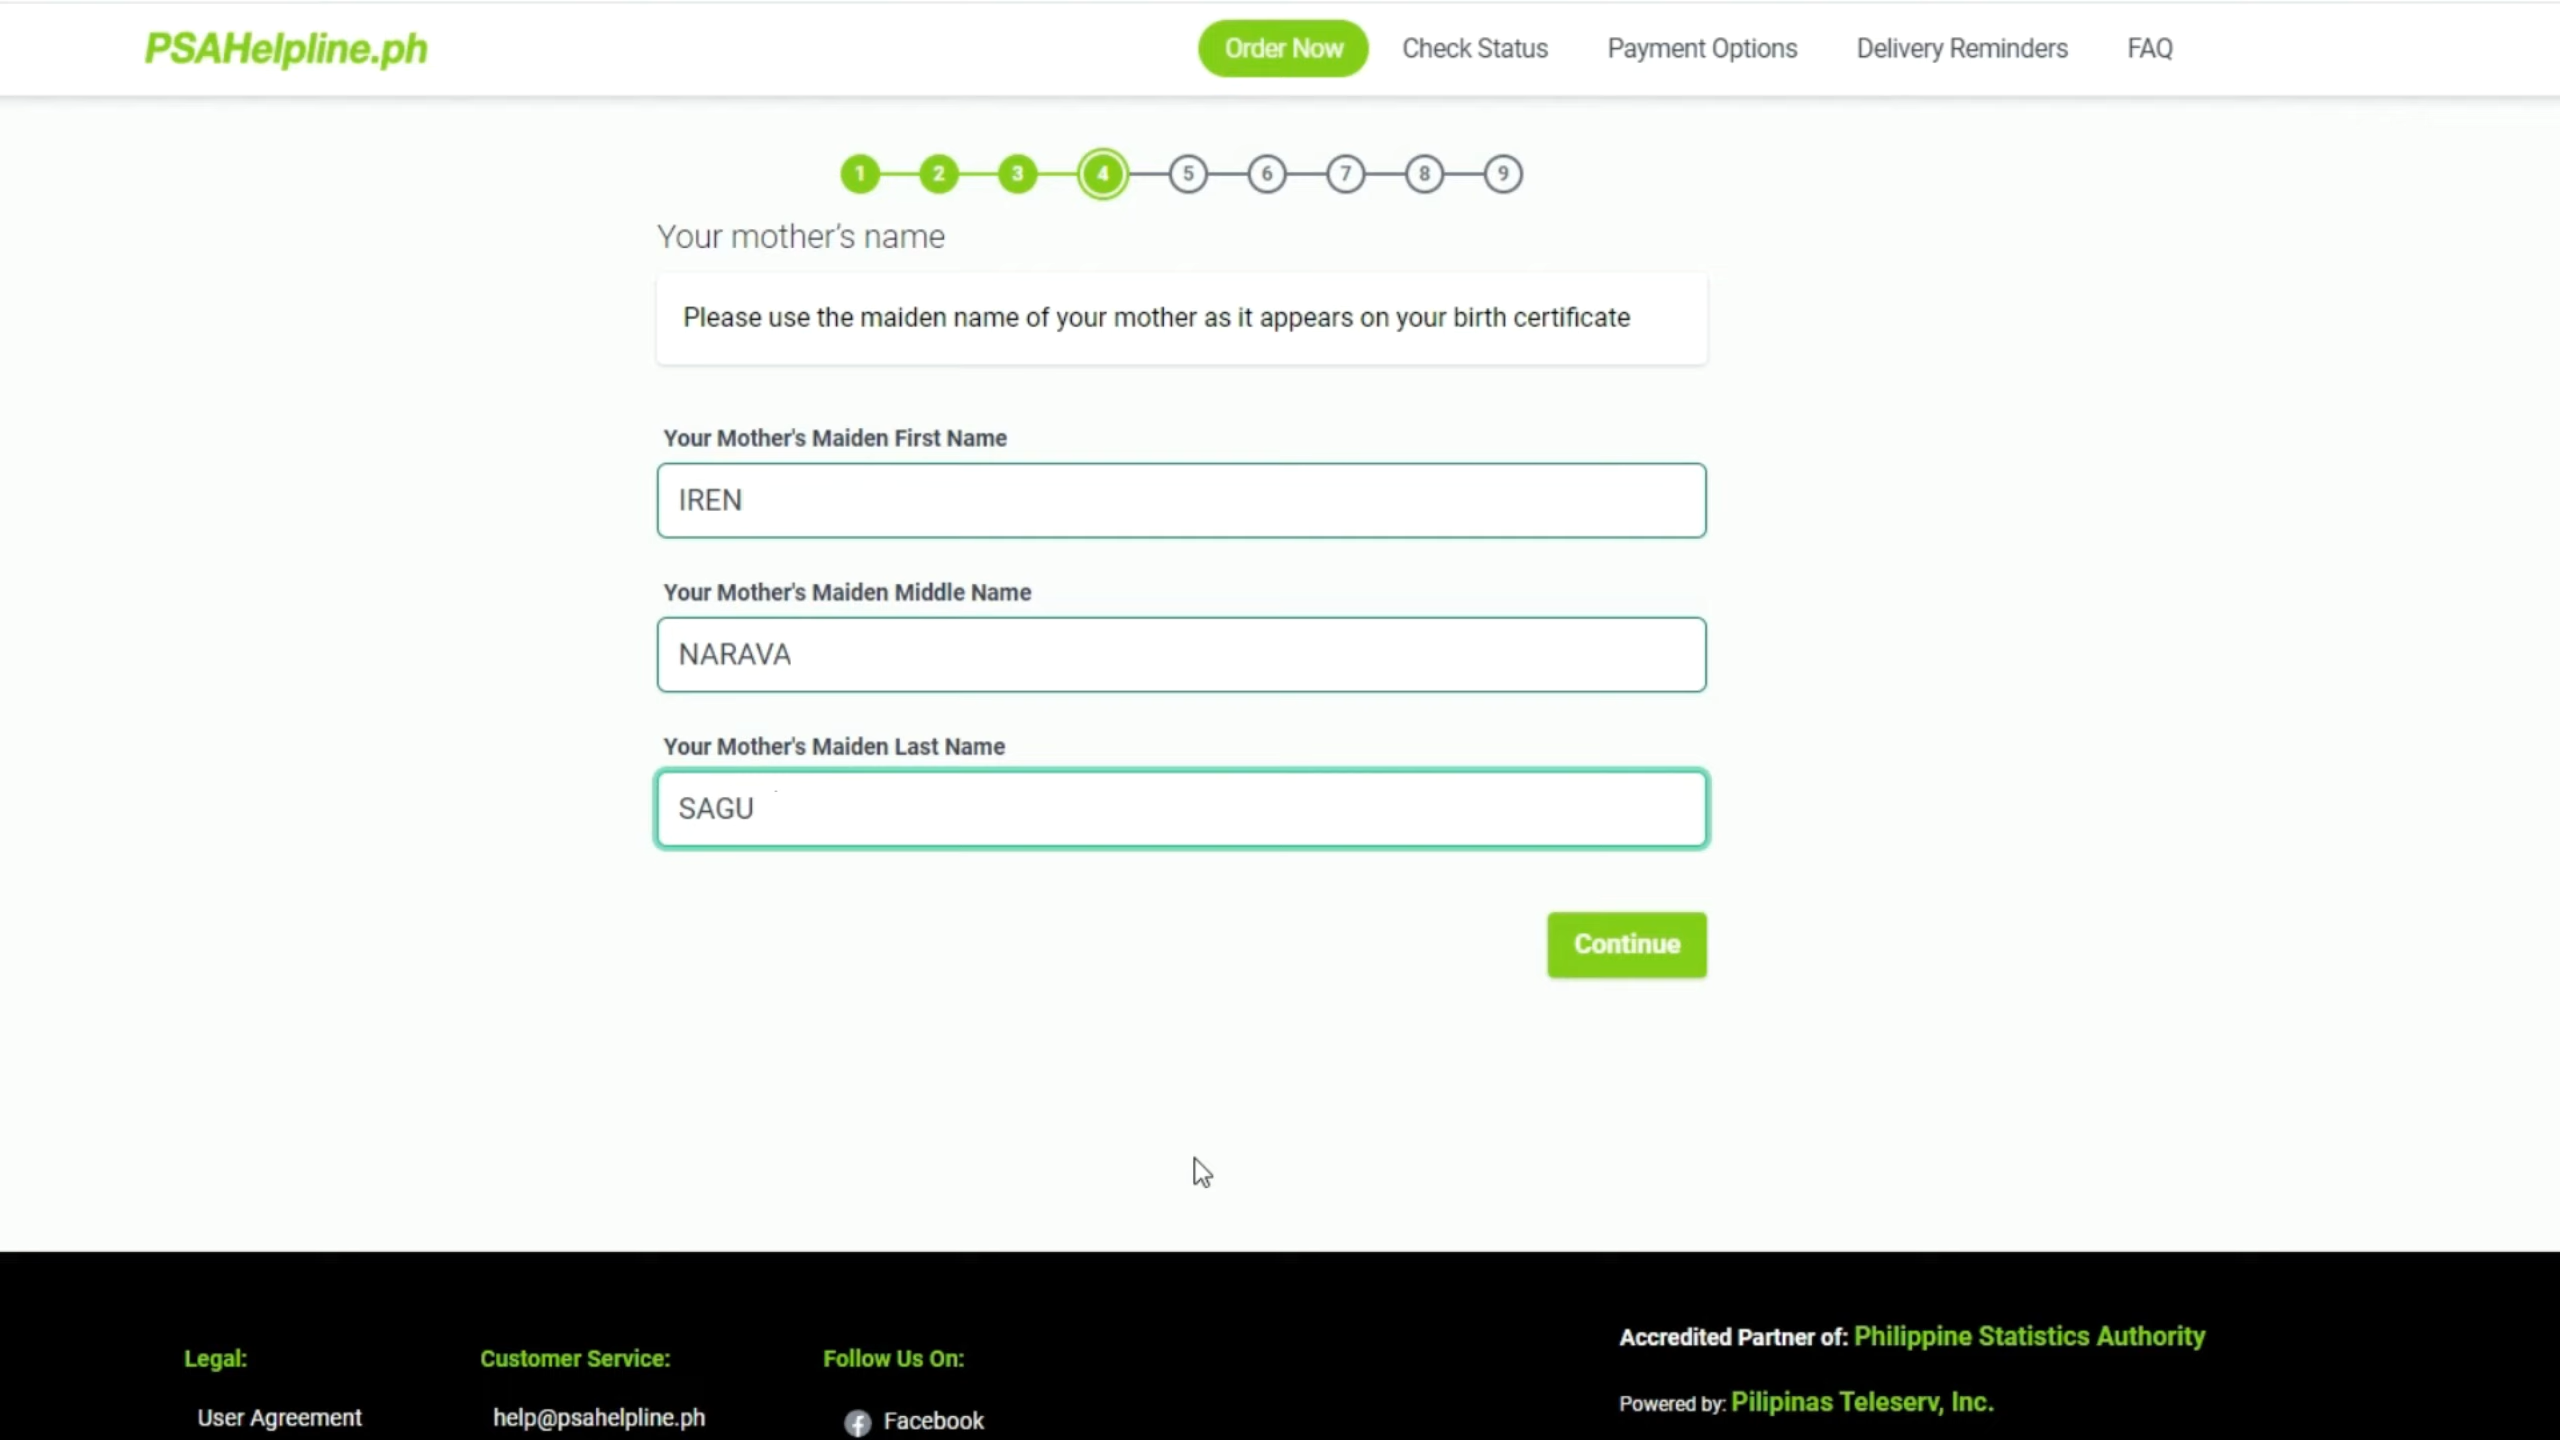 PSAHelpline.ph
Order Now
Check Status
Payment Options
Delivery Reminders
FAQ
1 2 3 4 5 6 7 8 9
Your mother's name
Please use the maiden name of your mother as it appears on your birth certificate
Your Mother's Maiden First Name
IREN
Your Mother's Maiden Middle Name
NARAVA
Your Mother's Maiden Last Name
SAGU
Continue
Legal:
User Agreement
Customer Service:
help@psahelpline.ph
Follow Us On:
Facebook
Accredited Partner of: Philippine Statistics Authority
Powered by: Pilipinas Teleserv, Inc.